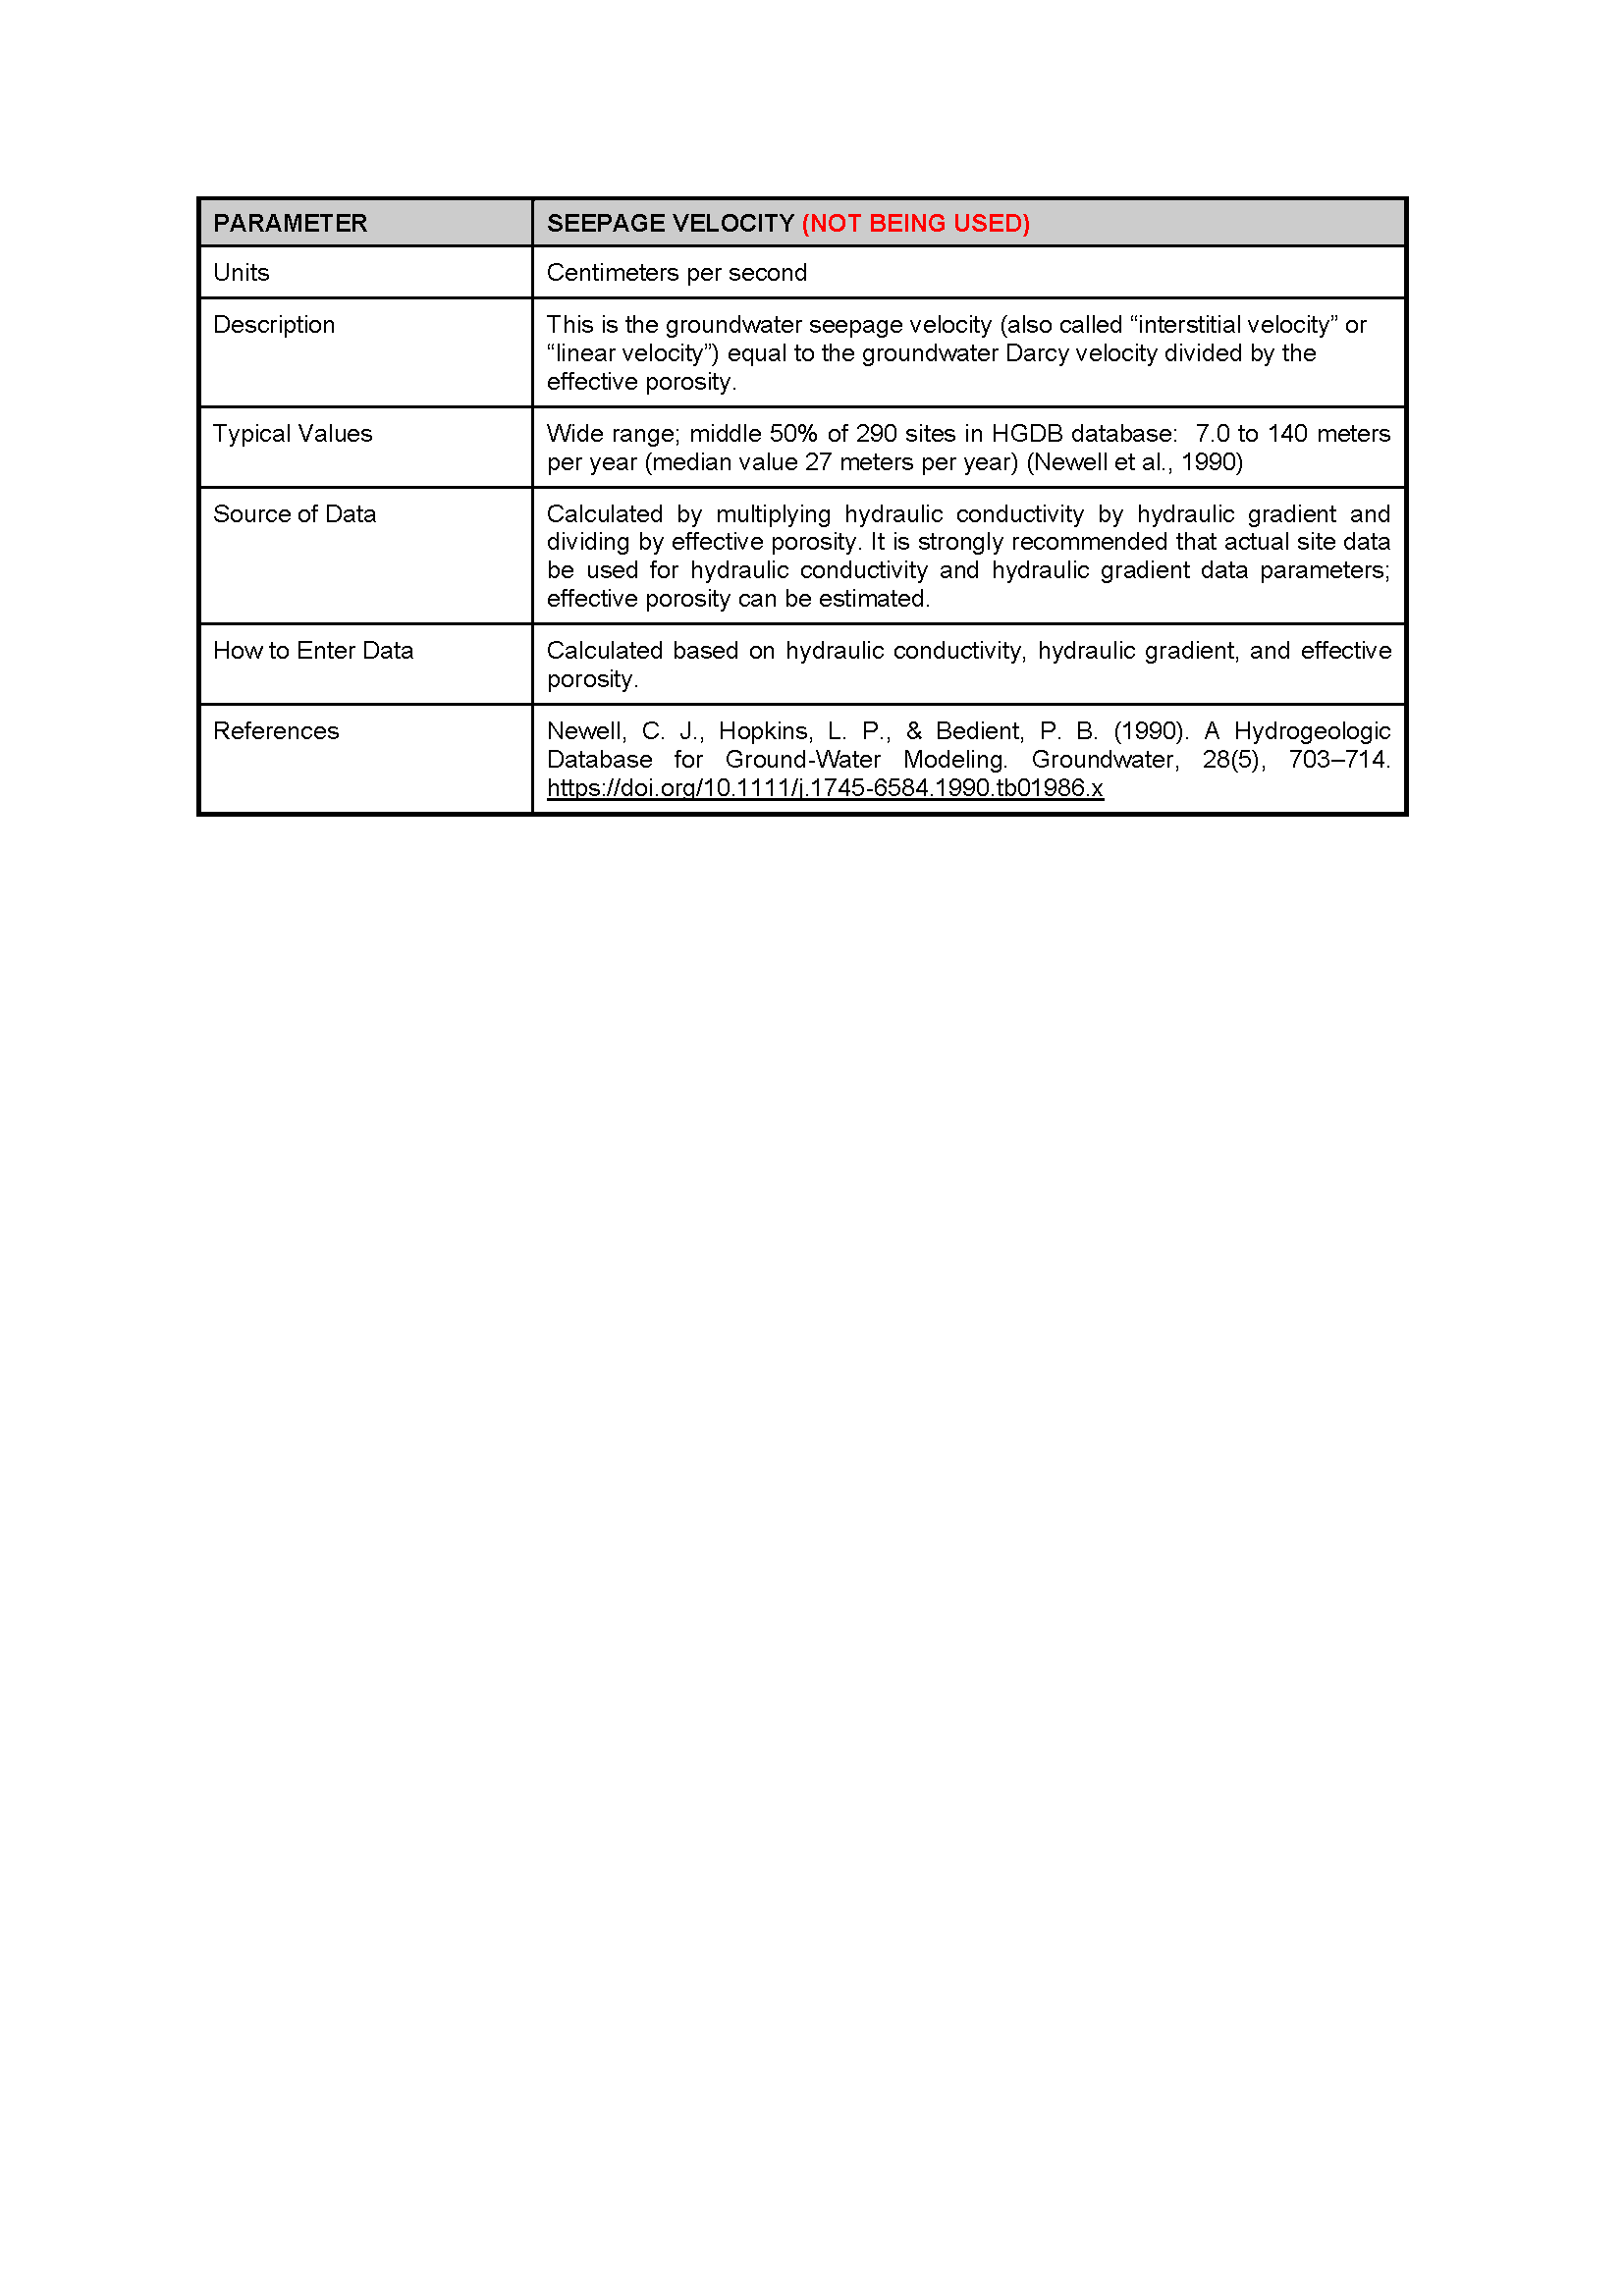 PARAMETER
SEEPAGE VELOCITY (NOT BEING USED)
Units
Centimeters per second
Description
This is the groundwater seepage velocity (also called “interstitial velocity” or
“linear velocity”) equal to the groundwater Darcy velocity divided by the
effective porosity.
Typical Values
Wide range; middle 50% of 290 sites in HGDB database:  7.0 to 140 meters
per year (median value 27 meters per year) (Newell et al., 1990)
Source of Data
Calculated by multiplying hydraulic conductivity by hydraulic gradient and
dividing by effective porosity. It is strongly recommended that actual site data
be used for hydraulic conductivity and hydraulic gradient data parameters;
effective porosity can be estimated.
How to Enter Data
Calculated based on hydraulic conductivity, hydraulic gradient, and effective
porosity.
References
Newell, C. J., Hopkins, L. P., & Bedient, P. B. (1990). A Hydrogeologic
Database for Ground-Water Modeling. Groundwater, 28(5), 703–714.
https://doi.org/10.1111/j.1745-6584.1990.tb01986.x